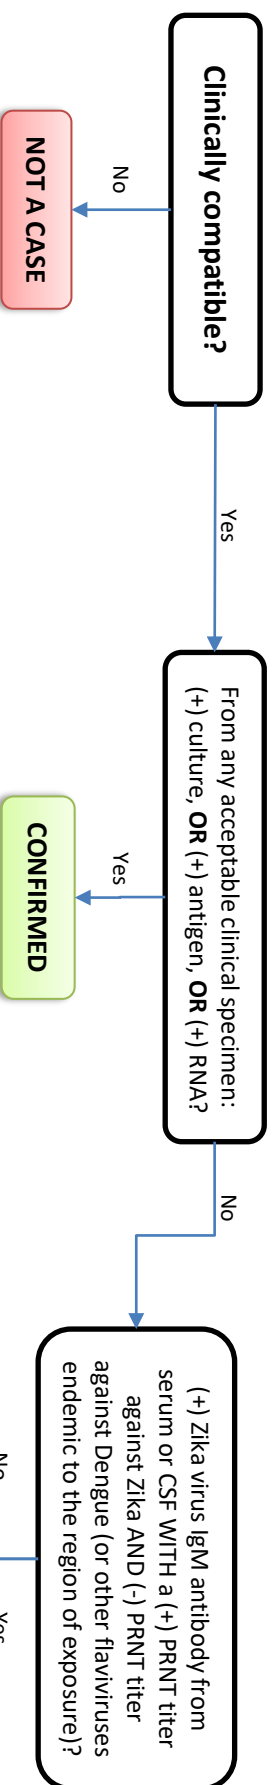 Clinically compatible?
No
NOT A CASE
Yes
From any acceptable clinical specimen:
(+) culture, OR (+) antigen, OR (+) RNA?
Yes
CONFIRMED
No
(+) Zika virus IgM antibody from
serum or CSF WITH a (+) PRNT titer
against Zika AND (-) PRNT titer
against Dengue (or other flaviviruses
endemic to the region of exposure)?
No
Yes